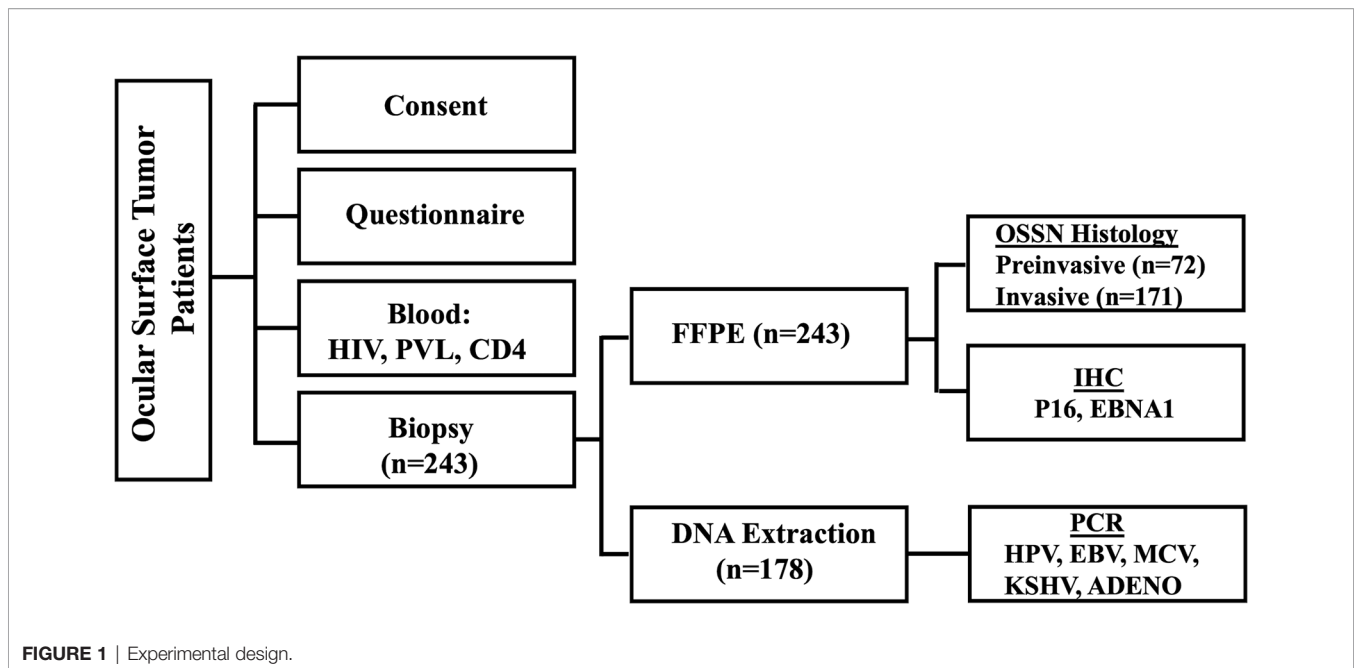 Ocular Surface Tumor
Patients
Consent
Questionnaire
Blood:
HIV, PVL, CD4
Biopsy
(n=243)
FFPE (n=243)
DNA Extraction
(n=178)
OSSN Histology
Preinvasive (n=72)
Invasive (n=171)
IHC
P16, EBNA1
PCR
HPV, EBV, MCV,
KSHV, ADENO
FIGURE 1 | Experimental design.